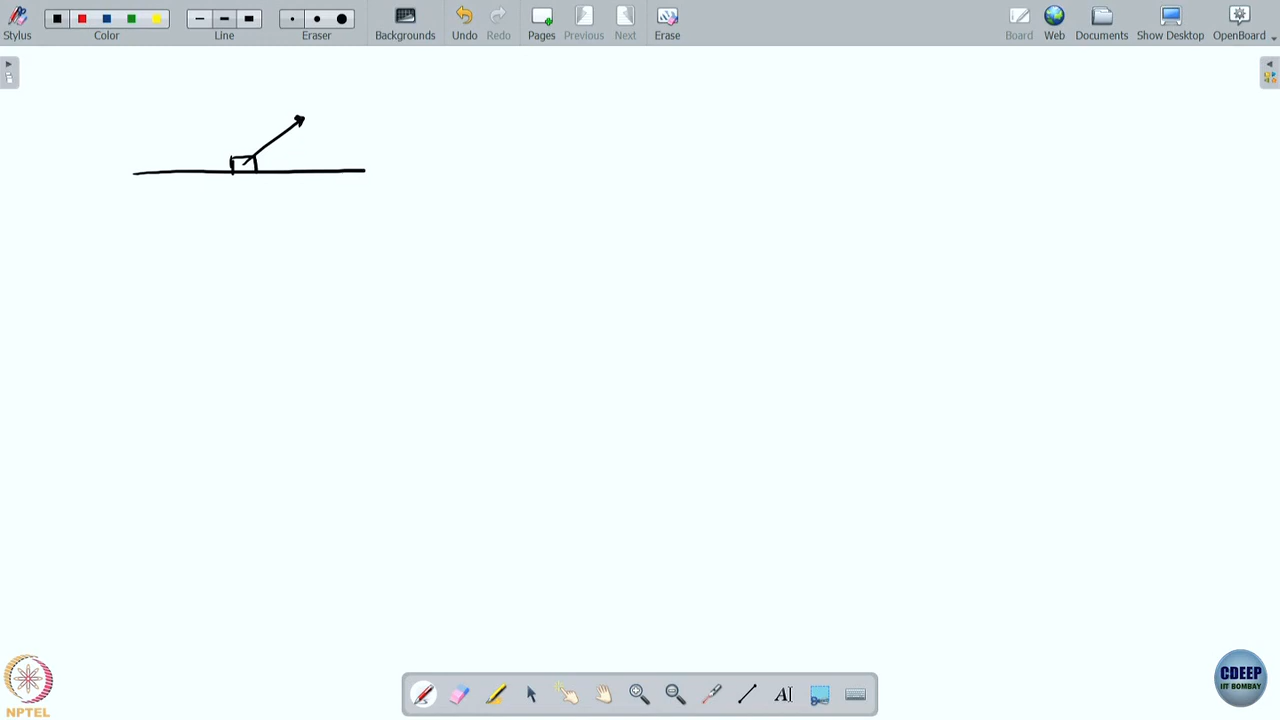 Stylus
Color
Line
Eraser
Backgrounds
Undo
Redo
Pages
Previous
Next
Erase
Board
Web
Documents
Show Desktop
OpenBoard
AI
NPTEL
CDEEP
IIT BOMBAY